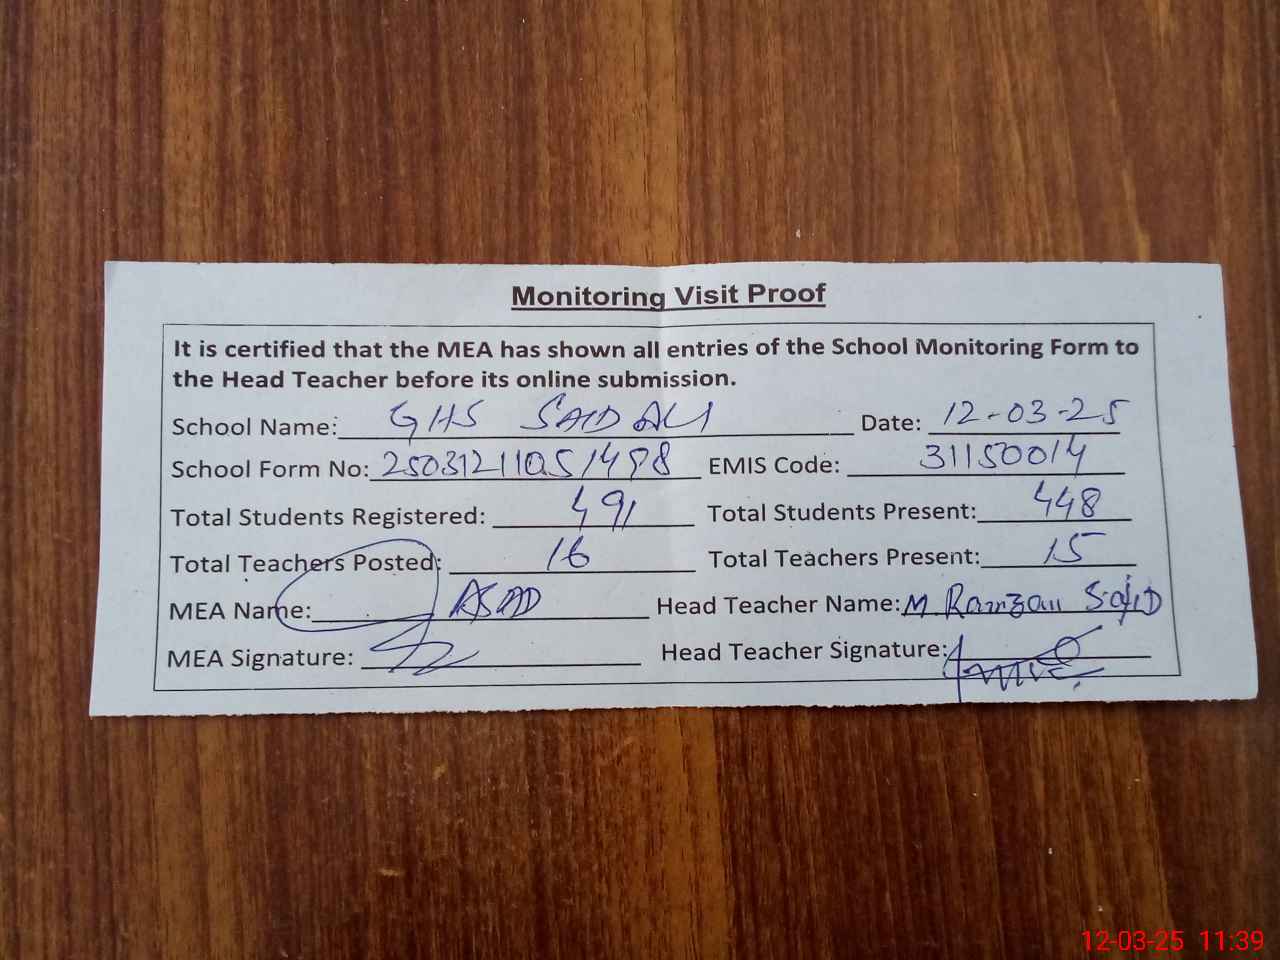 Monitoring Visit Proof
It is certified that the MEA has shown all entries of the School Monitoring Form to
the Head Teacher before its online submission.
School Name: GHS SAID ALI Date: 12-03-25
School Form No: EMIS Code: 31150014
Total Students Registered: 491 Total Students Present: 448
Total Teachers Posted: 16 Total Teachers Present: 15
MEA Name: ASAD Head Teacher Name: M. Ramzan Sajid
MEA Signature: Head Teacher Signature:
12-03-25 11:39